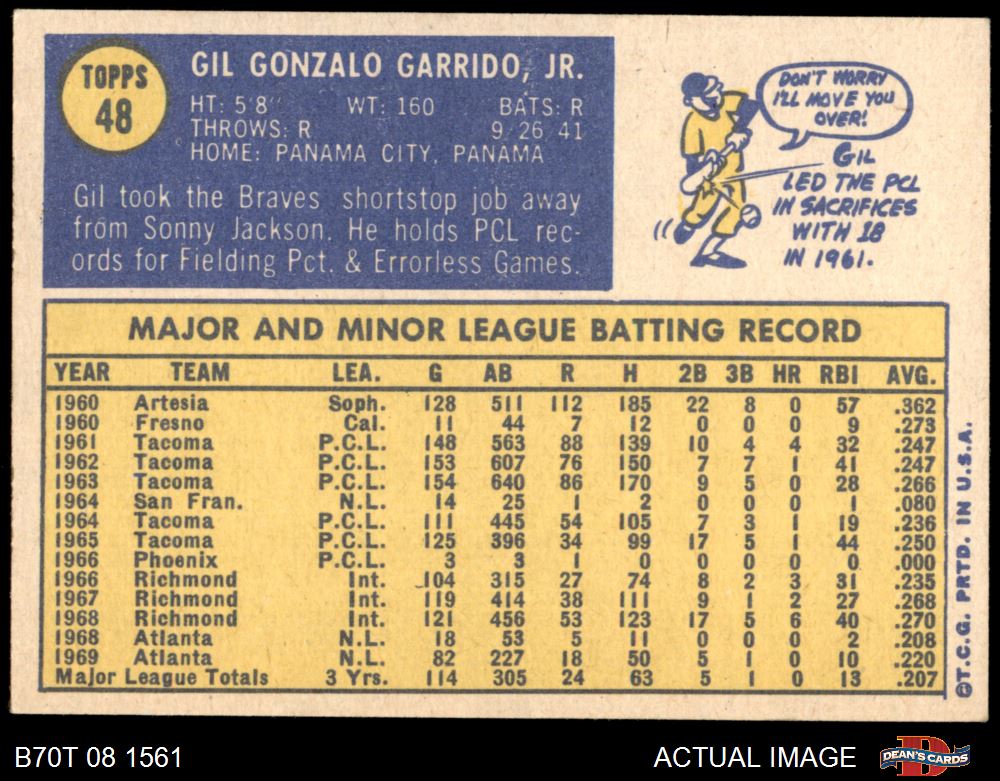 TOPPS
48
GIL GONZALO GARRIDO, JR.
HT: 5'8" WT: 160 BATS: R
THROWS: R 9 26 41
HOME: PANAMA CITY, PANAMA
Gil took the Braves shortstop job away
from Sonny Jackson. He holds PCL rec-
ords for Fielding Pct. & Errorless Games.
DON'T WORRY
I'LL MOVE YOU
OVER!
GIL
LED THE PCL
IN SACRIFICES
WITH 18
IN 1961.
MAJOR AND MINOR LEAGUE BATTING RECORD
YEAR TEAM LEA. G AB R H 2B 3B HR RBI AVG.
1960 Artesia Soph. 128 511 112 185 22 8 0 57 .362
1960 Fresno Cal. 11 44 7 12 0 0 0 9 .273
1961 Tacoma P.C.L. 148 563 88 139 10 4 4 32 .247
1962 Tacoma P.C.L. 153 607 76 150 7 7 1 41 .247
1963 Tacoma P.C.L. 154 640 86 170 9 5 0 28 .266
1964 San Fran. N.L. 14 25 1 2 0 0 0 1 .080
1964 Tacoma P.C.L. 111 445 54 105 7 3 1 19 .236
1965 Tacoma P.C.L. 125 396 34 99 17 5 1 44 .250
1966 Phoenix P.C.L. 3 3 1 0 0 0 0 0 .000
1966 Richmond Int. 104 315 27 74 8 2 3 31 .235
1967 Richmond Int. 119 414 38 111 9 1 2 27 .268
1968 Richmond Int. 121 456 53 123 17 5 6 40 .270
1968 Atlanta N.L. 18 53 5 11 0 0 0 2 .208
1969 Atlanta N.L. 82 227 18 50 5 1 0 10 .220
Major League Totals 3 Yrs. 114 305 24 63 5 1 0 13 .207
©T.C.G. PRTD. IN U.S.A.
B70T 08 1561
ACTUAL IMAGE
DEAN'S CARDS